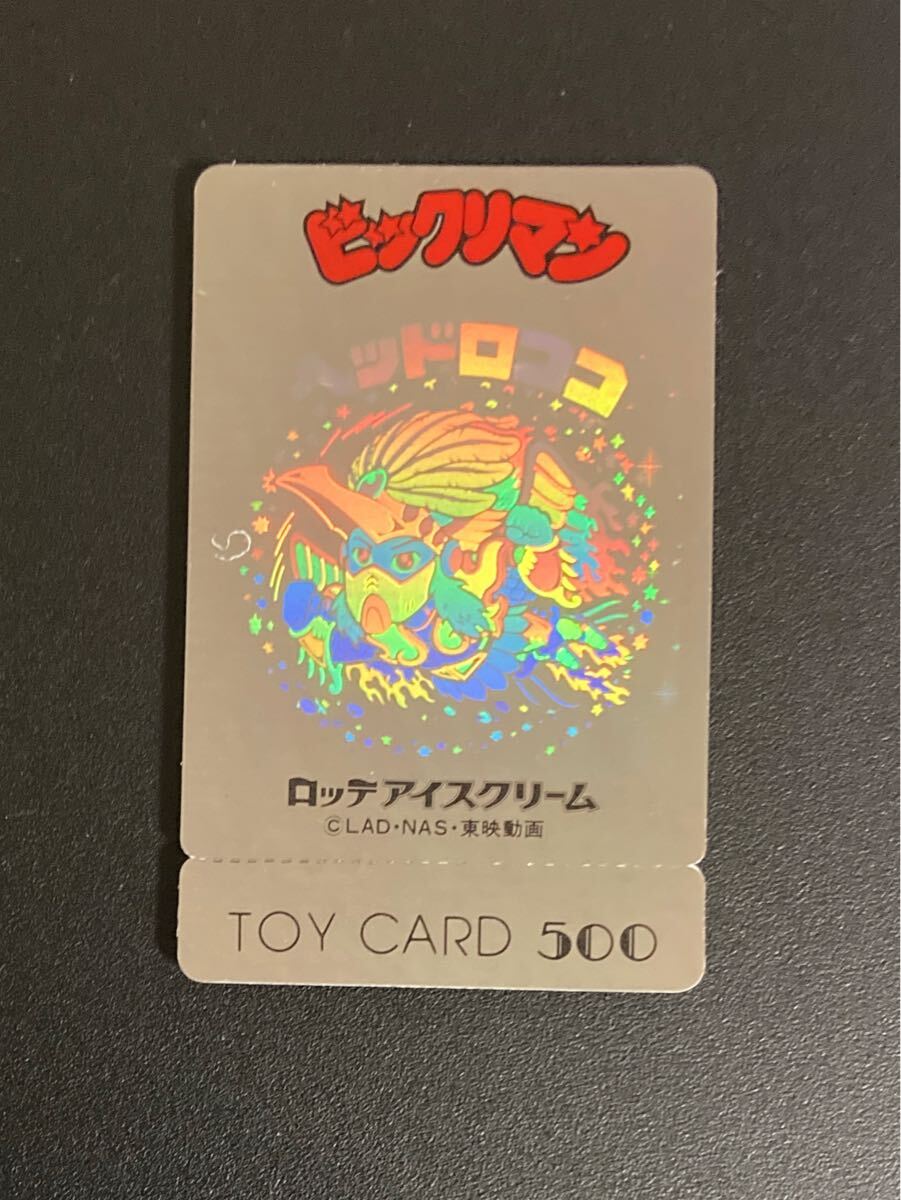 ビックリマン
ヘッドロココ
ロッテ アイスクリーム
©LAD・NAS・東映動画
TOY CARD 500